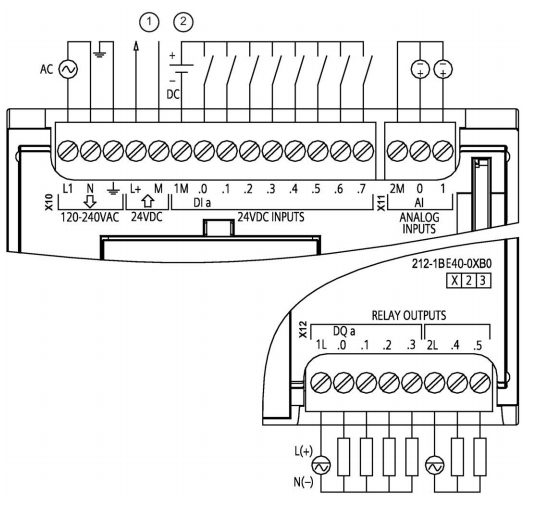 1 2
+
AC
−
DC
+ +
− −
L1 N L+ M 1M .0 .1 .2 .3 .4 .5 .6 .7 2M 0 1
X10
X11
DI a
AI
120-240VAC 24VDC 24VDC INPUTS ANALOG
INPUTS
212-1BE40-0XB0
X 2 3
RELAY OUTPUTS
X12
DQ a
1L .0 .1 .2 .3 2L .4 .5
L(+)
N(−)